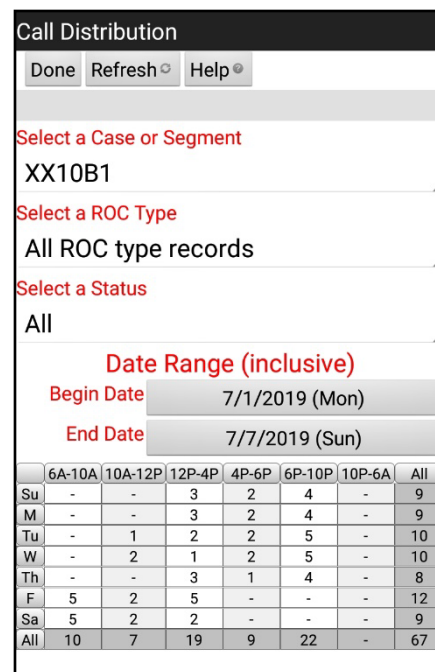 Call Distribution
Done Refresh Help
Select a Case or Segment
XX10B1
Select a ROC Type
All ROC type records
Select a Status
All
Date Range (inclusive)
Begin Date 7/1/2019 (Mon)
End Date 7/7/2019 (Sun)
6A-10A 10A-12P 12P-4P 4P-6P 6P-10P 10P-6A All
Su - - 3 2 4 - 9
M - - 3 2 4 - 9
Tu - 1 2 2 5 - 10
W - 2 1 2 5 - 10
Th - - 3 1 4 - 8
F 5 2 5 - - - 12
Sa 5 2 2 - - - 9
All 10 7 19 9 22 - 67